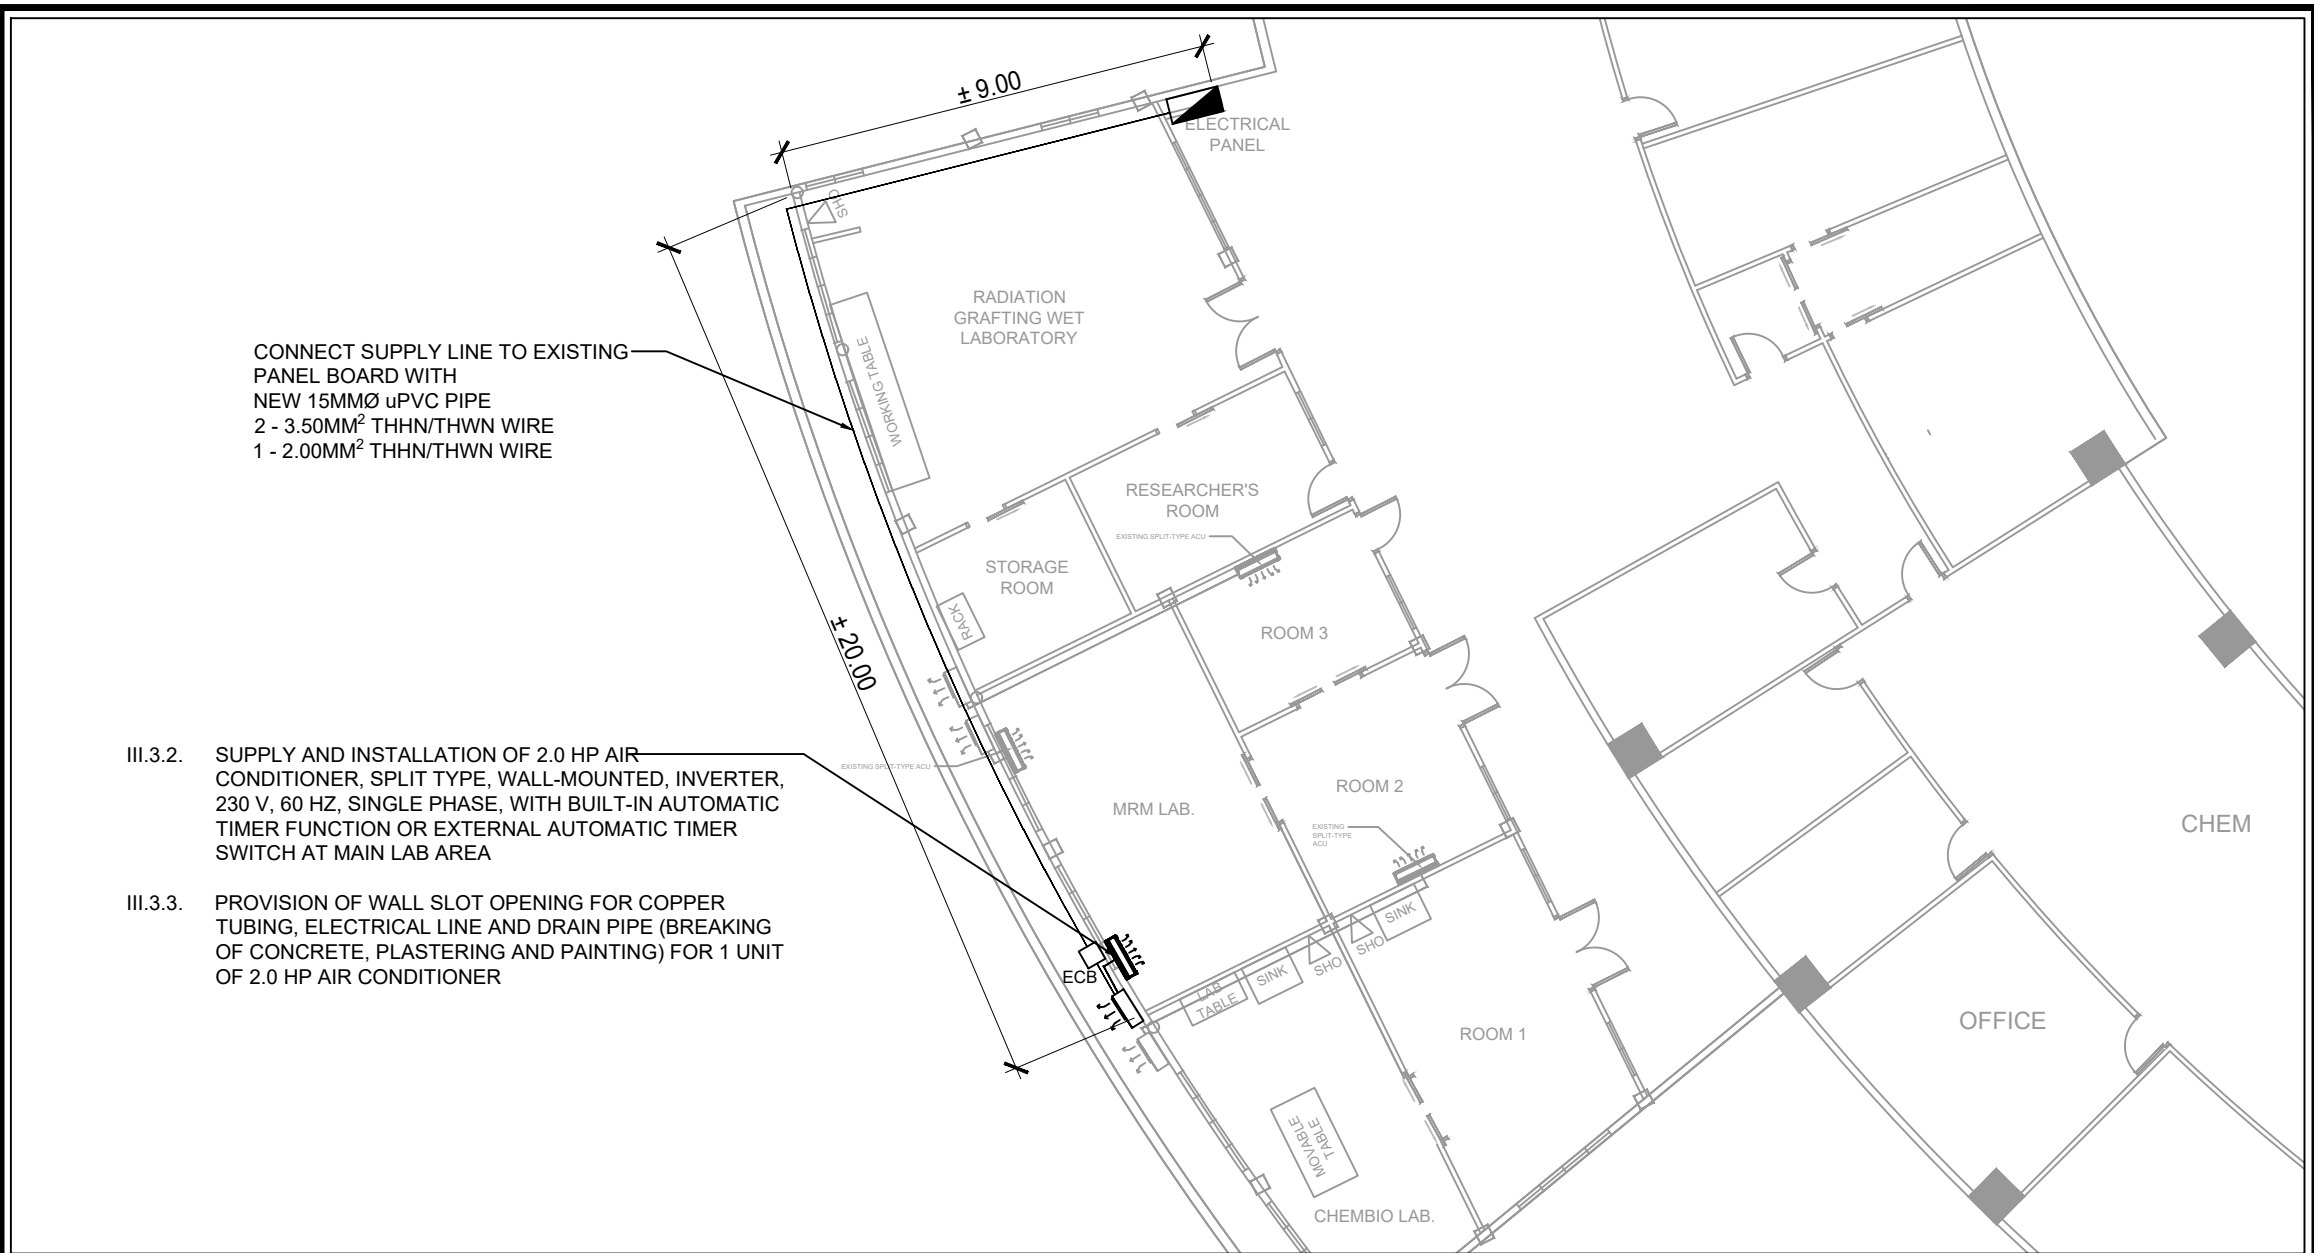 ± 9.00
ELECTRICAL
PANEL
SHO
RADIATION
GRAFTING WET
LABORATORY
WORKING TABLE
CONNECT SUPPLY LINE TO EXISTING
PANEL BOARD WITH
NEW 15MMØ uPVC PIPE
2 - 3.50MM² THHN/THWN WIRE
1 - 2.00MM² THHN/THWN WIRE
RESEARCHER'S
ROOM
EXISTING SPLIT-TYPE ACU
STORAGE
ROOM
RACK
± 20.00
ROOM 3
III.3.2. SUPPLY AND INSTALLATION OF 2.0 HP AIR
CONDITIONER, SPLIT TYPE, WALL-MOUNTED, INVERTER,
230 V, 60 HZ, SINGLE PHASE, WITH BUILT-IN AUTOMATIC
TIMER FUNCTION OR EXTERNAL AUTOMATIC TIMER
SWITCH AT MAIN LAB AREA
EXISTING SPLIT-TYPE ACU
MRM LAB.
ROOM 2
EXISTING
SPLIT-TYPE
ACU
CHEM
III.3.3. PROVISION OF WALL SLOT OPENING FOR COPPER
TUBING, ELECTRICAL LINE AND DRAIN PIPE (BREAKING
OF CONCRETE, PLASTERING AND PAINTING) FOR 1 UNIT
OF 2.0 HP AIR CONDITIONER
ECB
LAB
TABLE
SINK
SHO
SHO
SINK
ROOM 1
OFFICE
MOVABLE
TABLE
CHEMBIO LAB.